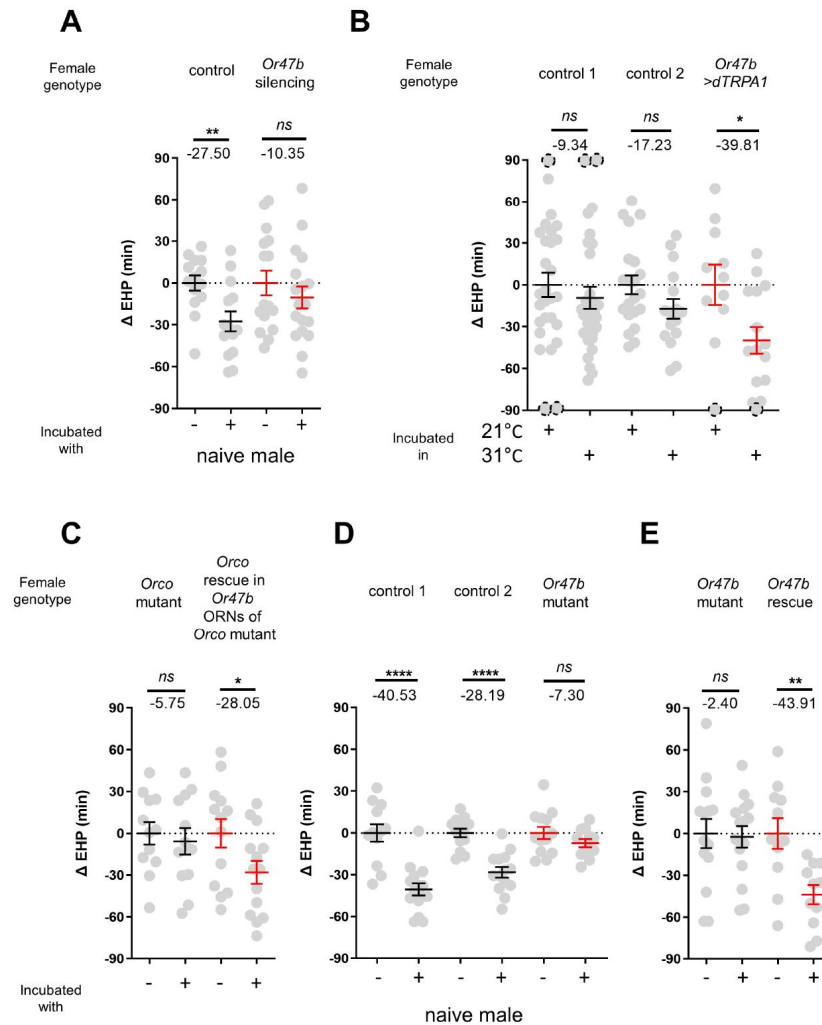 A
Female
genotype
control
Or47b
silencing
** ns
-27.50 -10.35
90
60
30
0
-30
-60
-90
Δ EHP (min)
- + - +
Incubated
with
naive male
B
Female
genotype
control 1 control 2
Or47b
>dTRPA1
ns ns *
-9.34 -17.23 -39.81
90
60
30
0
-30
-60
-90
Δ EHP (min)
Incubated
in
21°C + + +
31°C + + +
C
Female
genotype
Orco
mutant
Orco
rescue in
Or47b
ORNs of
Orco mutant
ns *
-5.75 -28.05
90
60
30
0
-30
-60
-90
Δ EHP (min)
- + - +
Incubated
with
D
control 1 control 2
Or47b
mutant
**** **** ns
-40.53 -28.19 -7.30
90
60
30
0
-30
-60
-90
Δ EHP (min)
- + - + - +
naive male
E
Or47b
mutant
Or47b
rescue
ns **
-2.40 -43.91
90
60
30
0
-30
-60
-90
Δ EHP (min)
- + - +